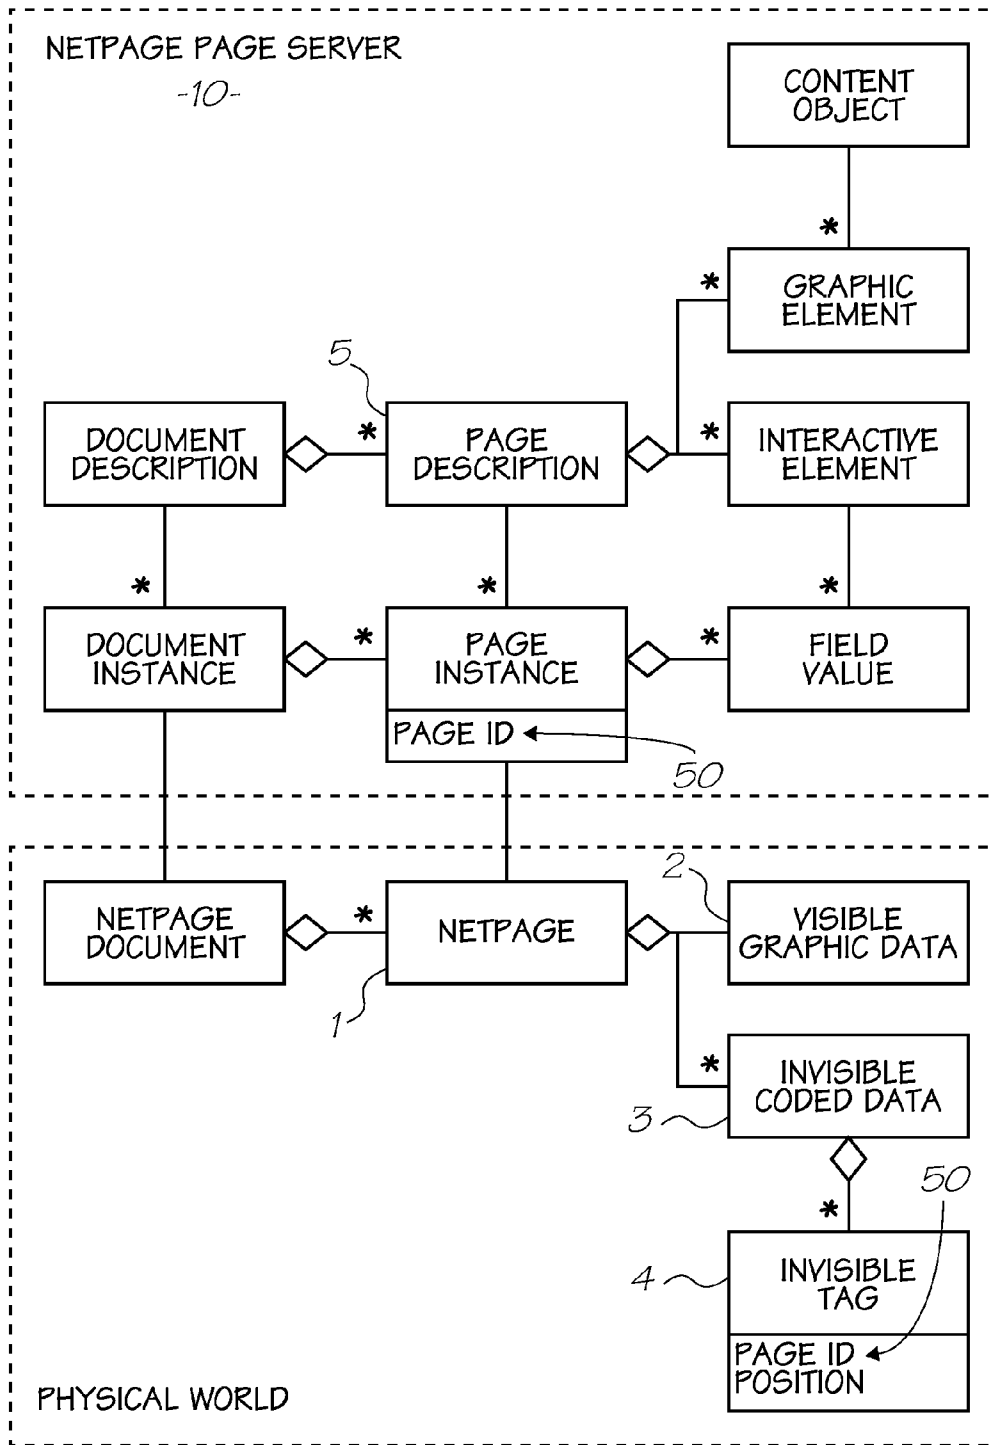 NETPAGE PAGE SERVER
-10-
CONTENT
OBJECT
*
*
GRAPHIC
ELEMENT
5
DOCUMENT
DESCRIPTION
*
PAGE
DESCRIPTION
*
INTERACTIVE
ELEMENT
*
*
*
DOCUMENT
INSTANCE
*
PAGE
INSTANCE
*
FIELD
VALUE
PAGE ID
50
2
NETPAGE
DOCUMENT
*
NETPAGE
VISIBLE
GRAPHIC DATA
1
*
INVISIBLE
CODED DATA
3
50
*
4
INVISIBLE
TAG
PAGE ID
POSITION
PHYSICAL WORLD